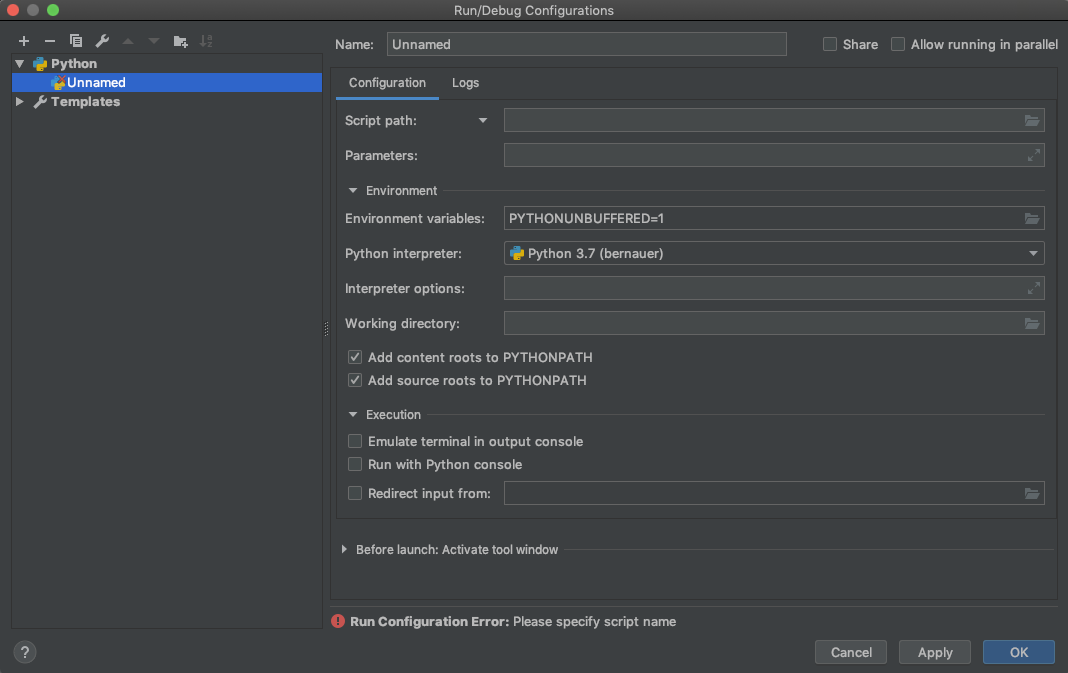 Run/Debug Configurations
Python
Unnamed
Templates
Name: Unnamed Share Allow running in parallel
Configuration Logs
Script path:
Parameters:
Environment
Environment variables: PYTHONUNBUFFERED=1
Python interpreter: Python 3.7 (bernauer)
Interpreter options:
Working directory:
Add content roots to PYTHONPATH
Add source roots to PYTHONPATH
Execution
Emulate terminal in output console
Run with Python console
Redirect input from:
Before launch: Activate tool window
Run Configuration Error: Please specify script name
? Cancel Apply OK